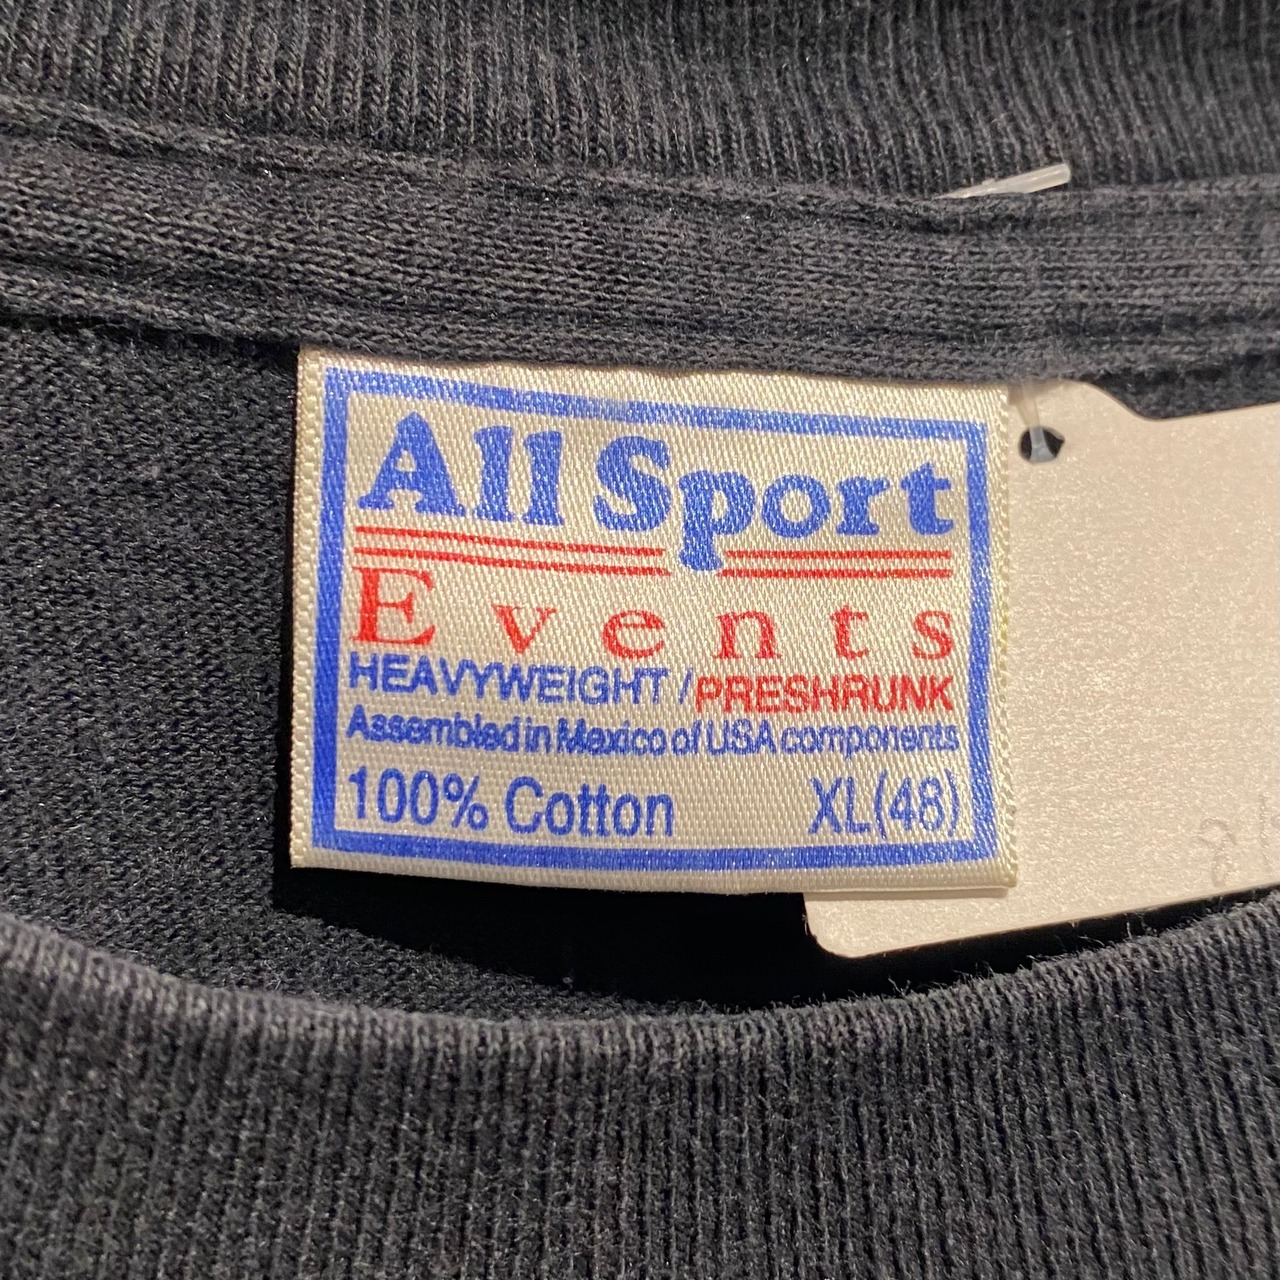 All Sport
Events
HEAVYWEIGHT / PRESHRUNK
Assembled in Mexico of USA components
100% Cotton XL(48)